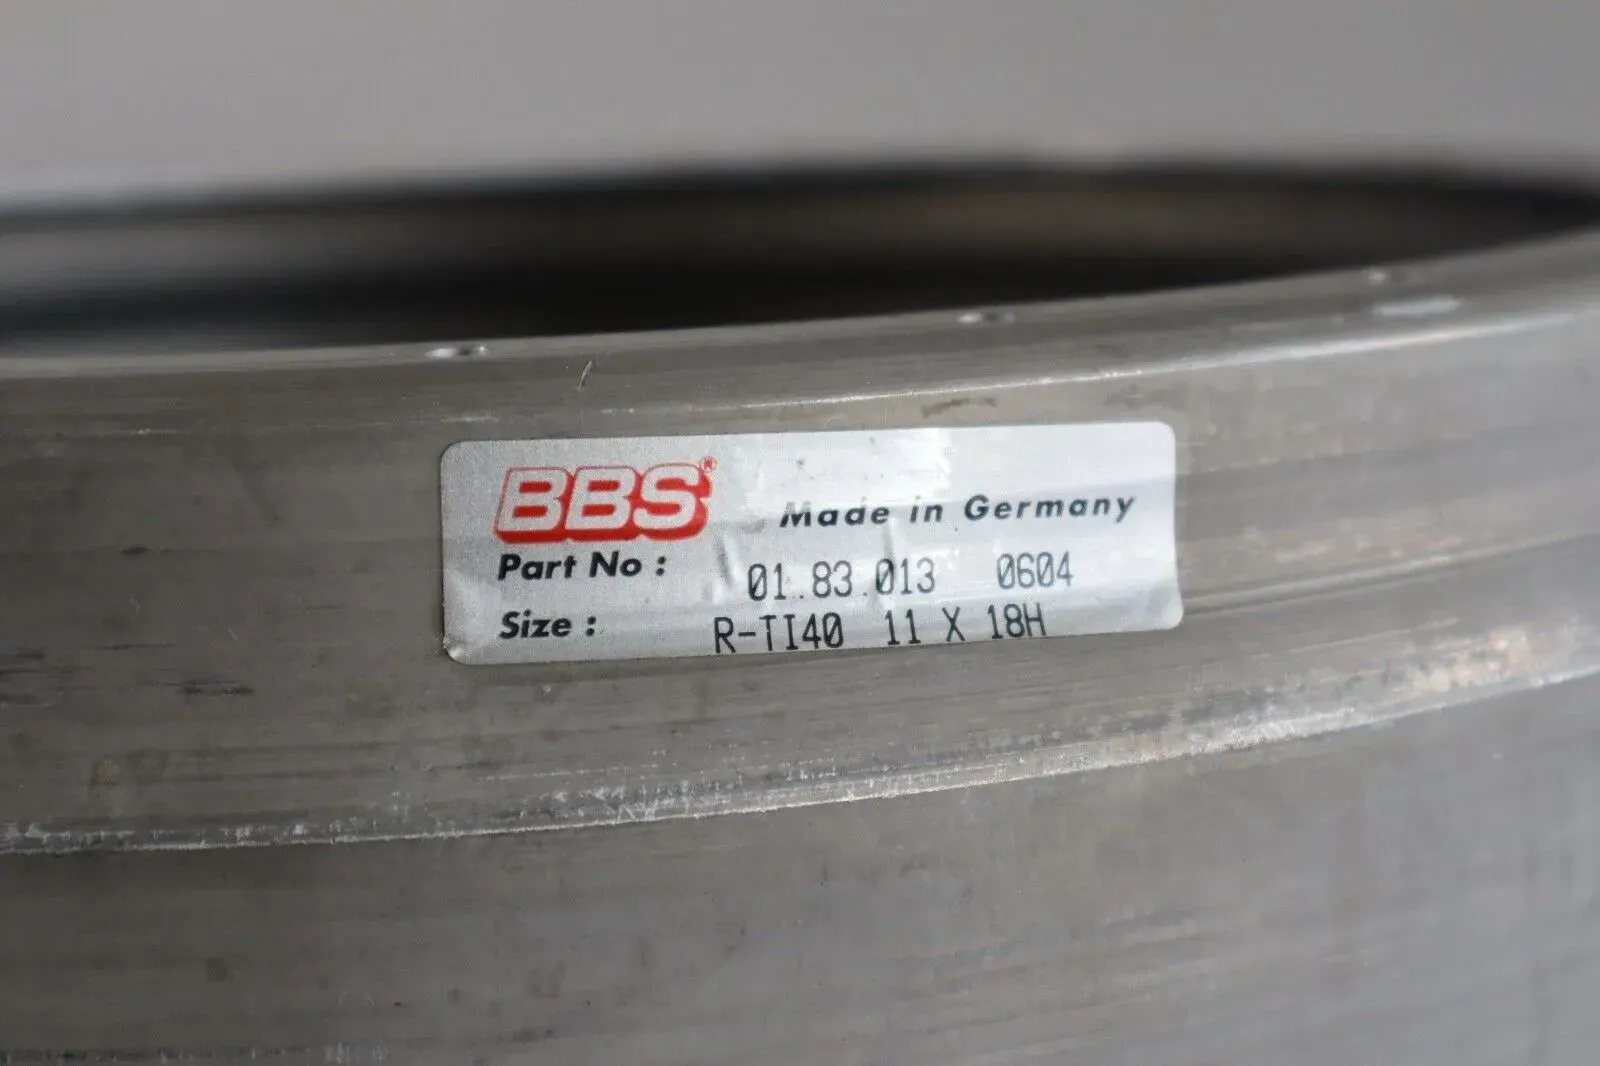 BBS® Made in Germany
Part No : 01.83.013 0604
Size : R-TI40 11 X 18H